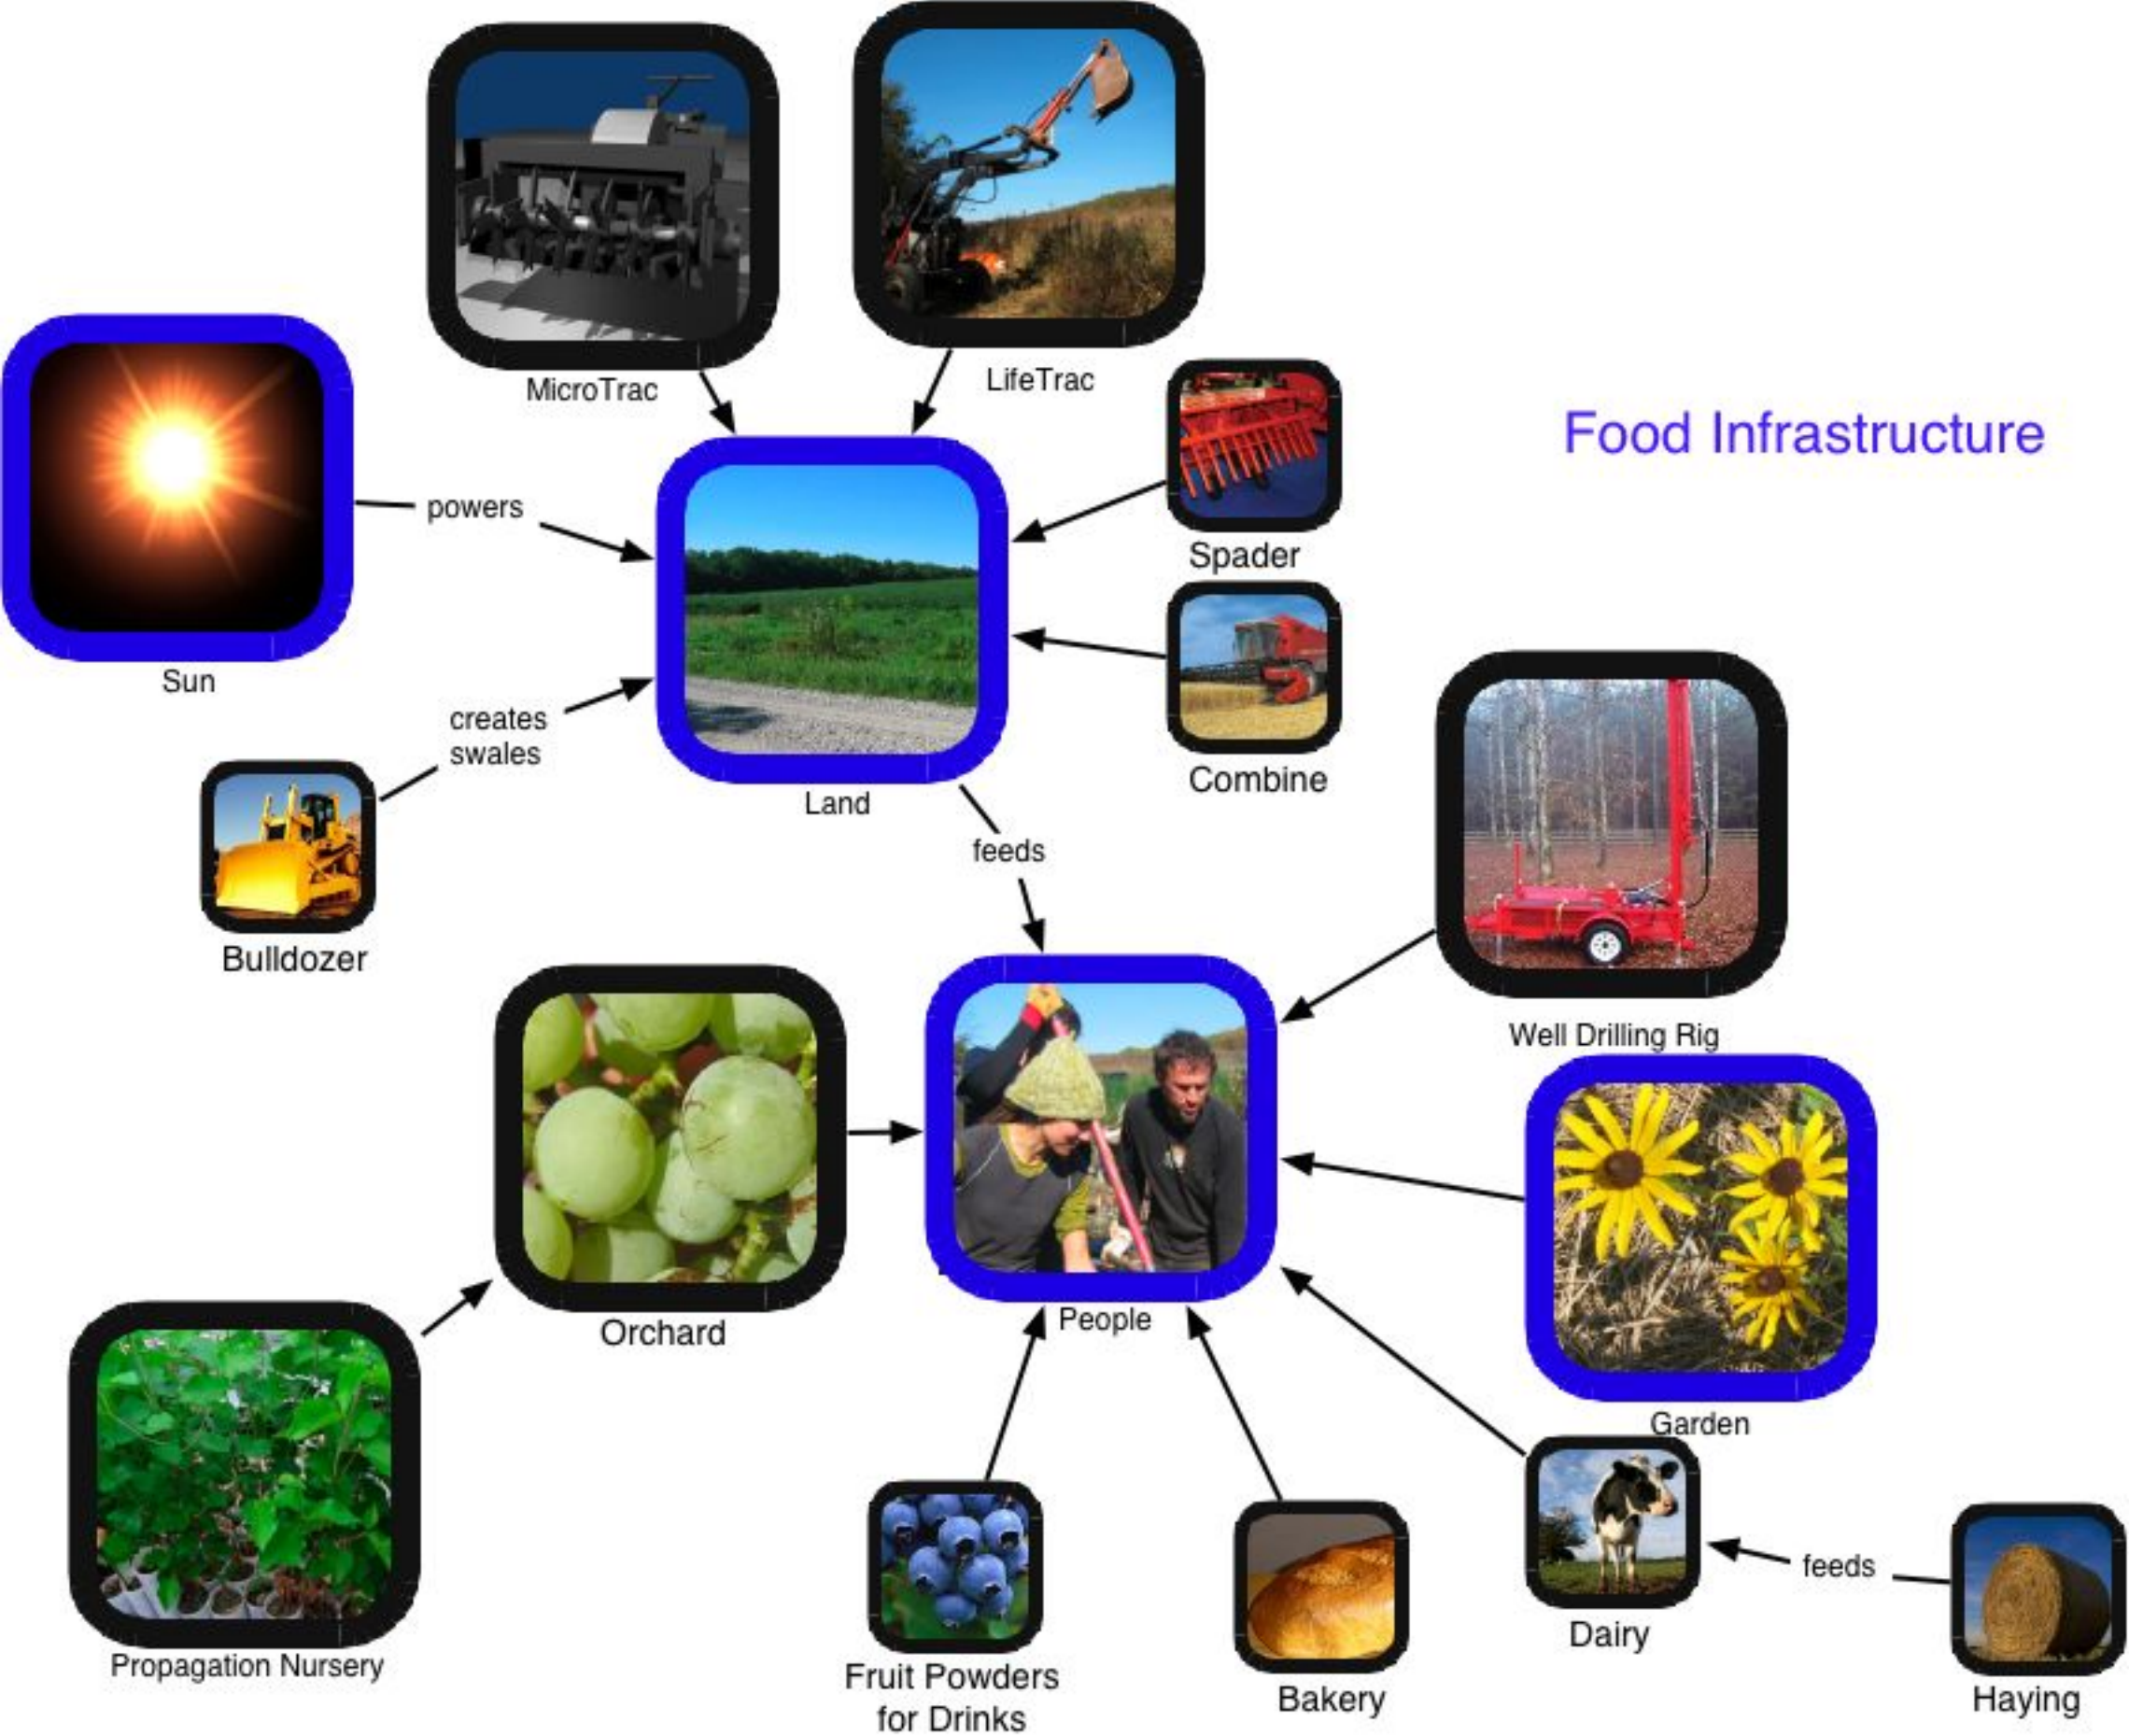 MicroTrac
LifeTrac
Food Infrastructure
powers
Spader
Sun
creates
swales
Combine
Land
feeds
Bulldozer
Well Drilling Rig
Orchard
People
Garden
feeds
Dairy
Propagation Nursery
Fruit Powders
for Drinks
Bakery
Haying